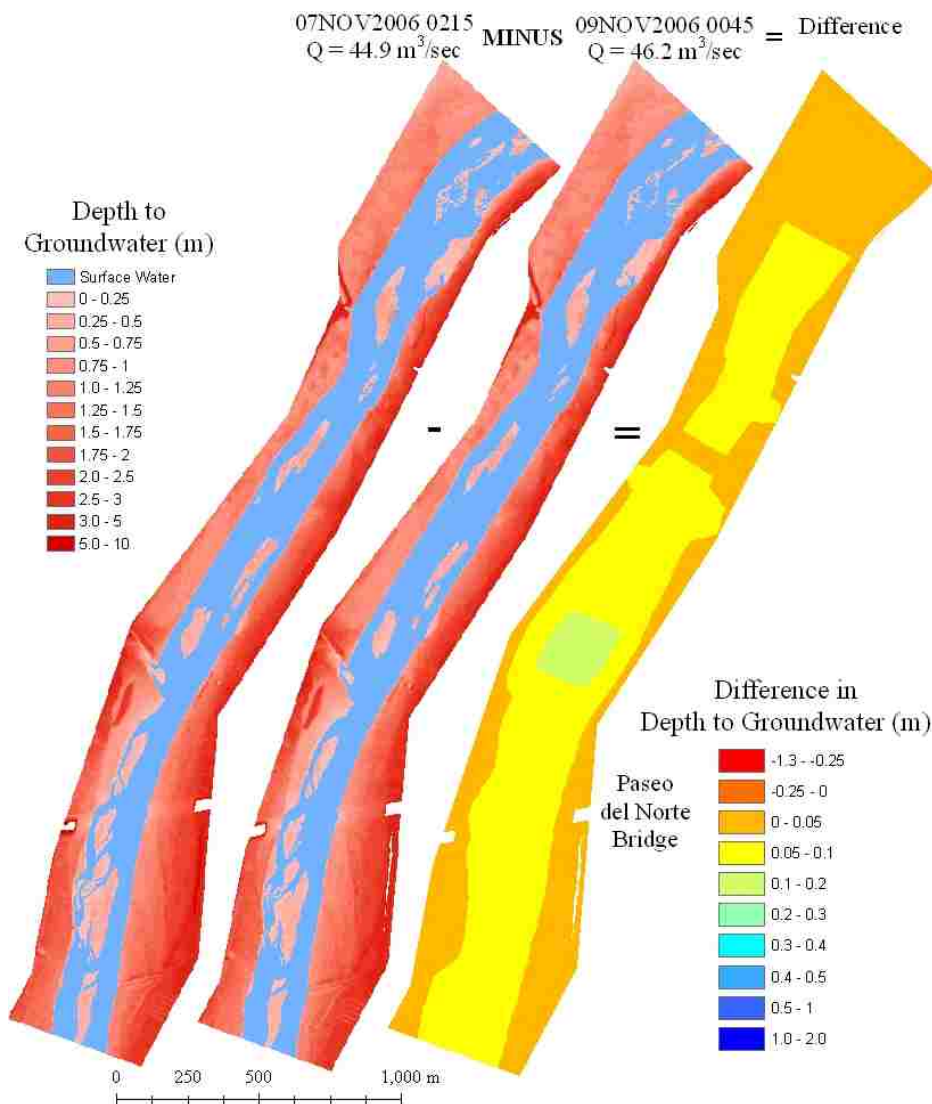 07NOV2006 0215 MINUS 09NOV2006 0045 = Difference
Q = 44.9 m³/sec Q = 46.2 m³/sec
Depth to
Groundwater (m)
Surface Water
0 - 0.25
0.25 - 0.5
0.5 - 0.75
0.75 - 1
1.0 - 1.25
1.25 - 1.5
1.5 - 1.75
1.75 - 2
2.0 - 2.5
2.5 - 3
3.0 - 5
5.0 - 10
- =
Paseo
del Norte
Bridge
Difference in
Depth to Groundwater (m)
-1.3 - -0.25
-0.25 - 0
0 - 0.05
0.05 - 0.1
0.1 - 0.2
0.2 - 0.3
0.3 - 0.4
0.4 - 0.5
0.5 - 1
1.0 - 2.0
0 250 500 1,000 m